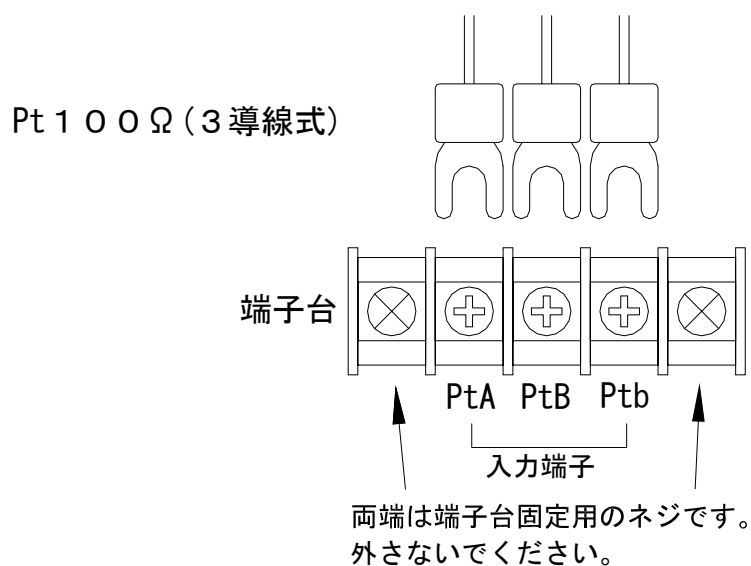 Pt１００Ω(３導線式)
端子台
PtA PtB Ptb
入力端子
両端は端子台固定用のネジです。
外さないでください。